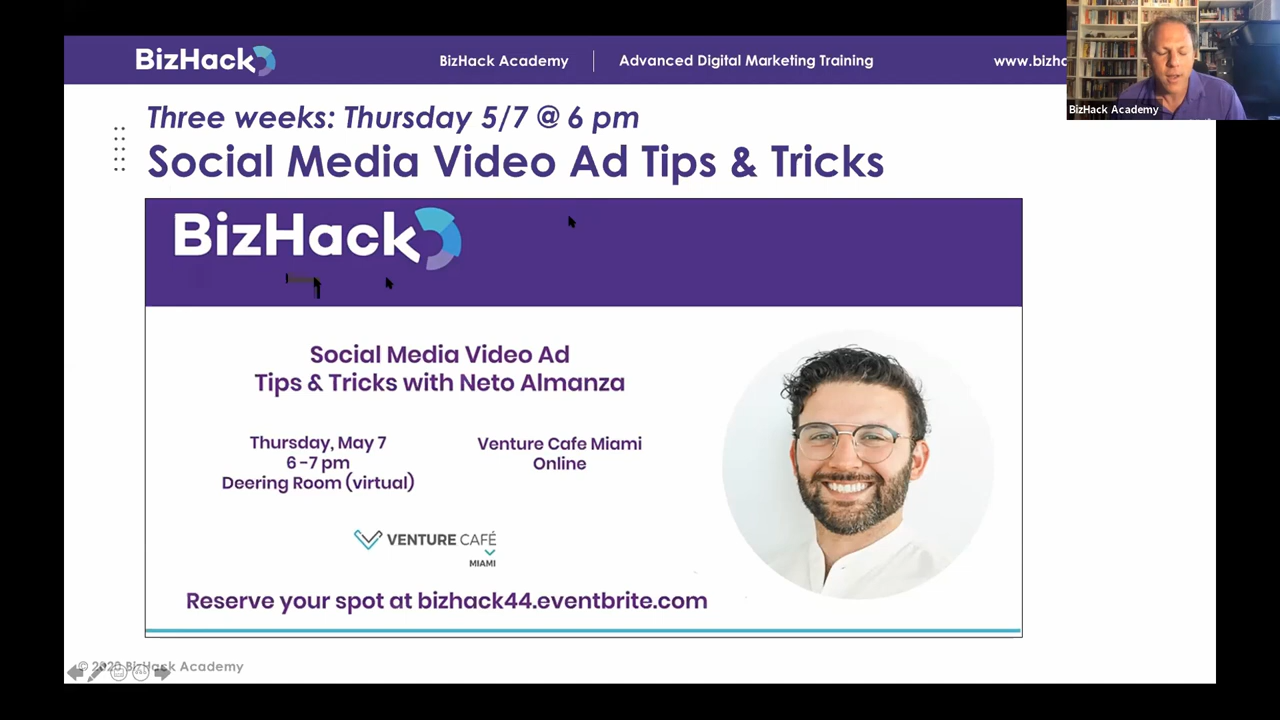 BizHack
BizHack Academy
Advanced Digital Marketing Training
www.bizh
BizHack Academy
Three weeks: Thursday 5/7 @ 6 pm
Social Media Video Ad Tips & Tricks
BizHack
Social Media Video Ad
Tips & Tricks with Neto Almanza
Thursday, May 7
6 -7 pm
Deering Room (virtual)
Venture Cafe Miami
Online
VENTURE CAFÉ
MIAMI
Reserve your spot at bizhack44.eventbrite.com
© 2020 BizHack Academy